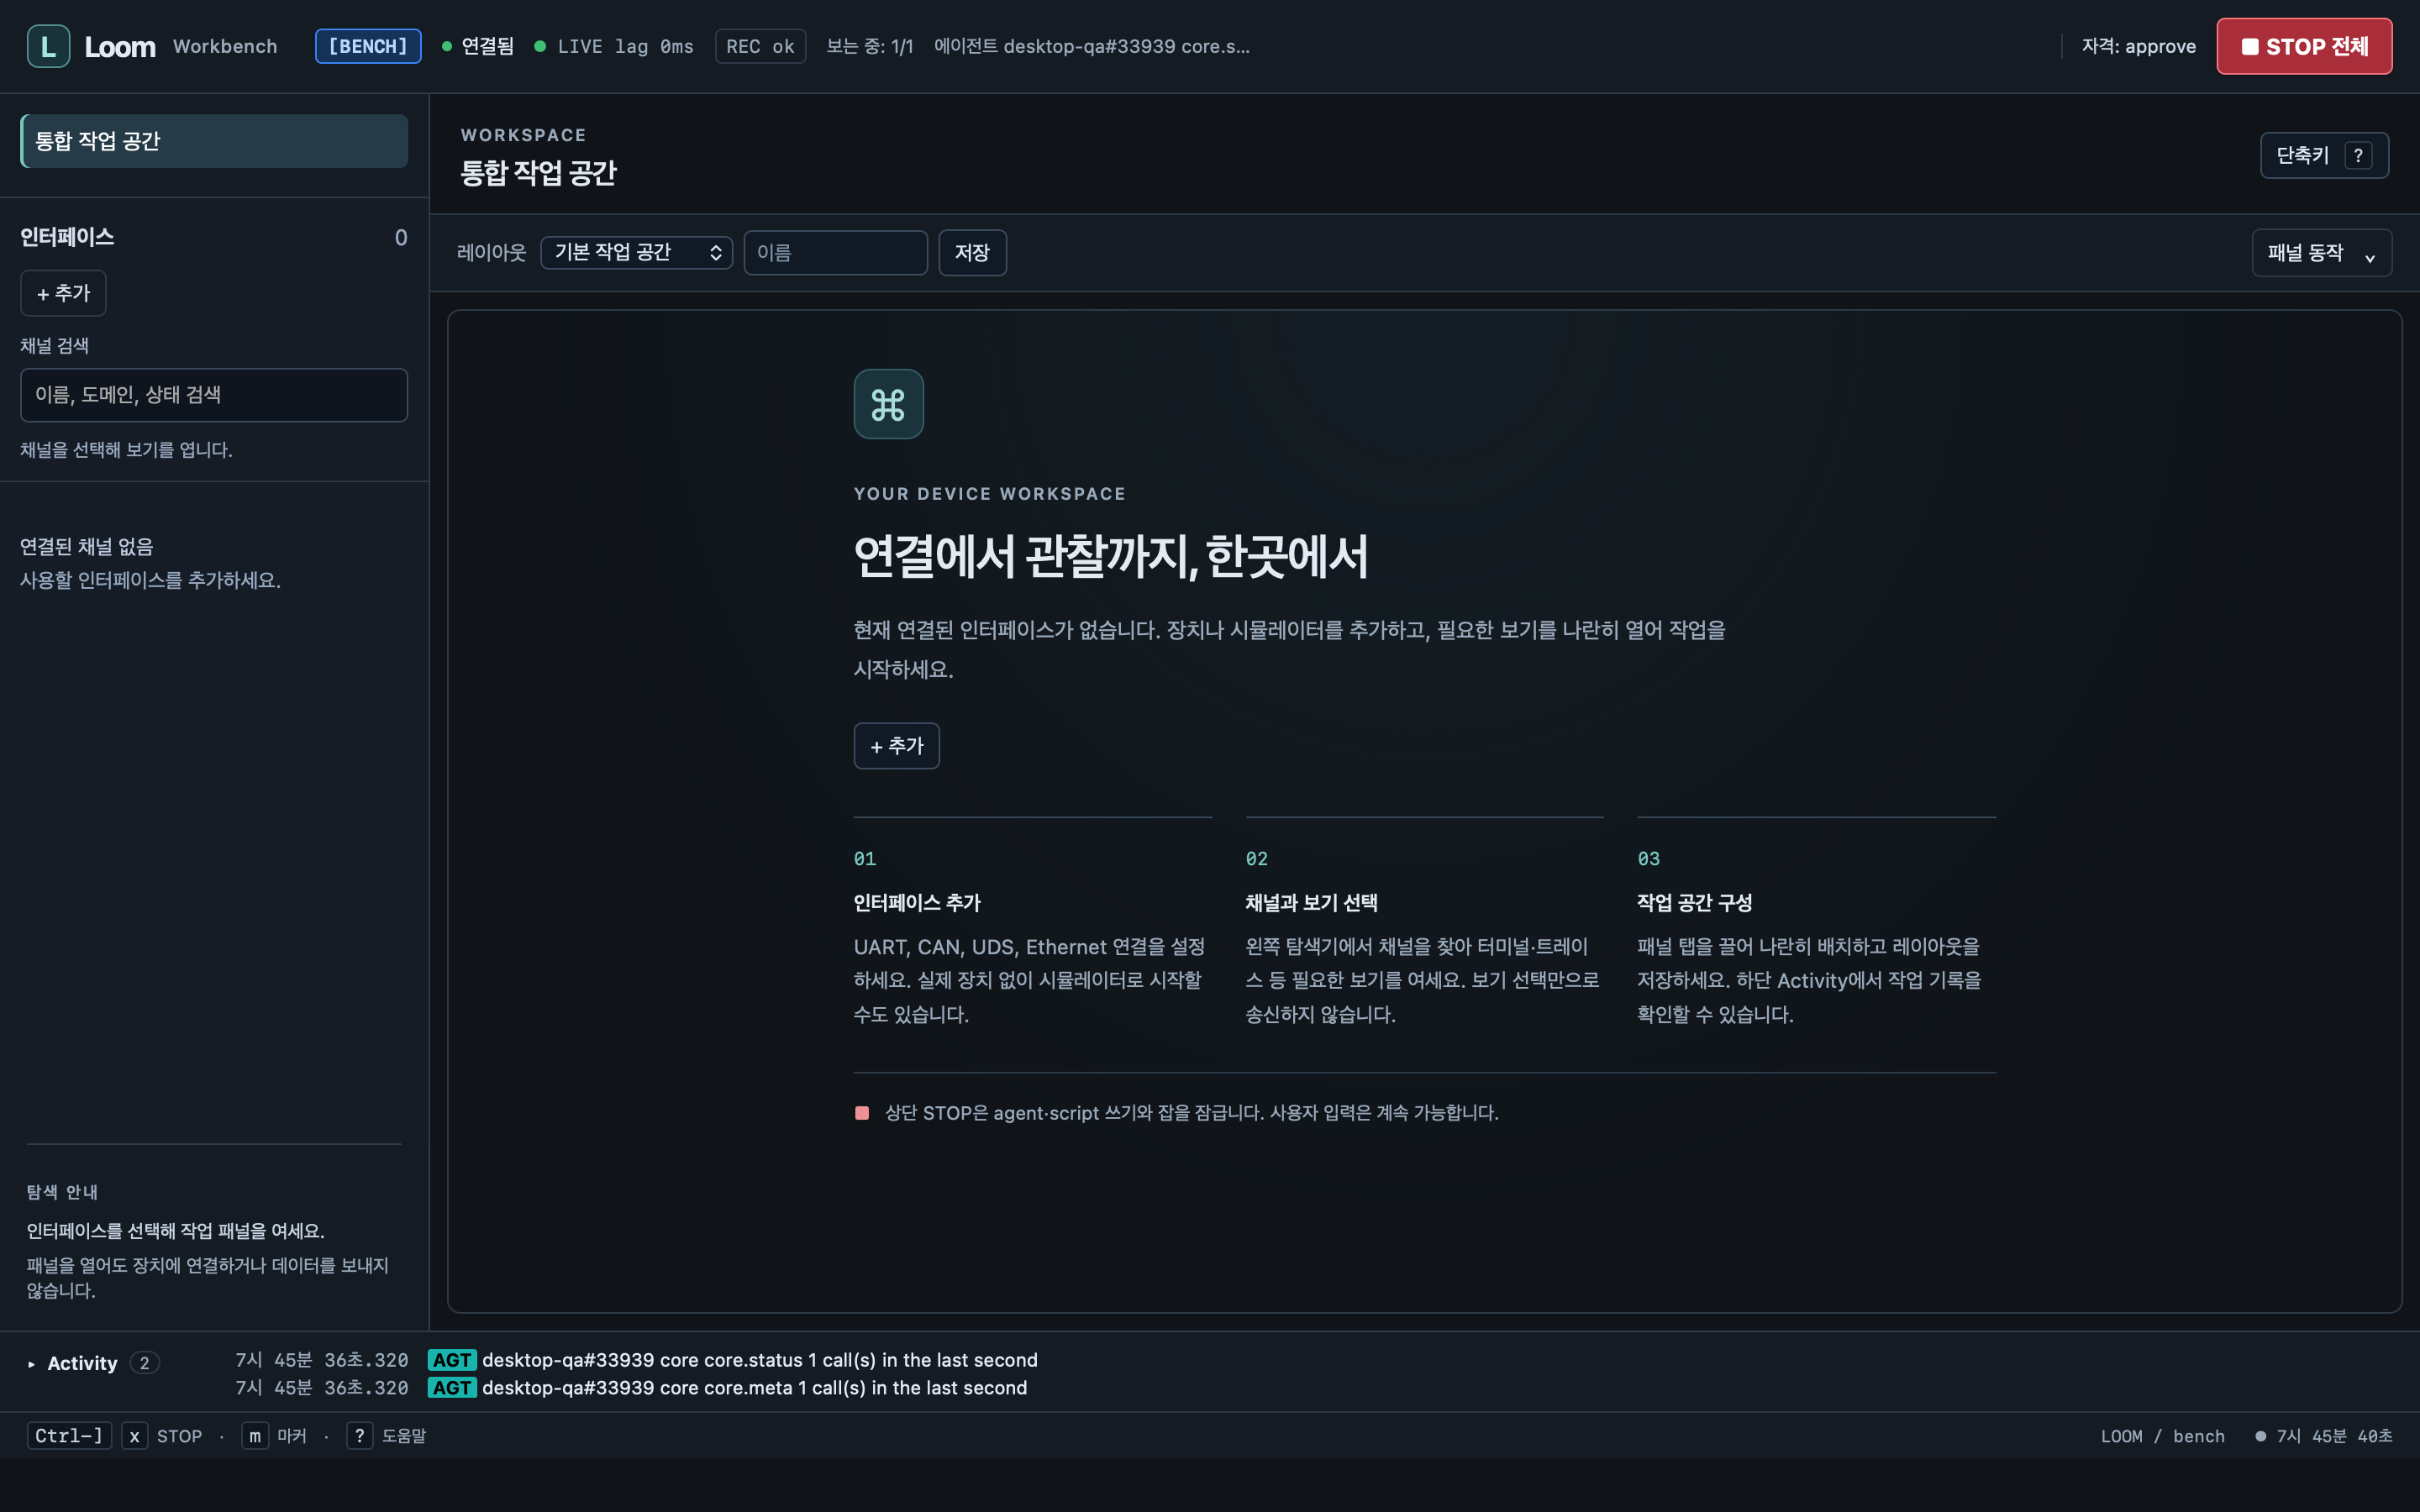 L Loom Workbench [BENCH] 연결됨 LIVE lag 0ms REC ok 보는 중: 1/1 에이전트 desktop-qa#33939 core.s... 자격: approve STOP 전체
통합 작업 공간
인터페이스 0
+ 추가
채널 검색
이름, 도메인, 상태 검색
채널을 선택해 보기를 엽니다.
연결된 채널 없음
사용할 인터페이스를 추가하세요.
탐색 안내
인터페이스를 선택해 작업 패널을 여세요.
패널을 열어도 장치에 연결하거나 데이터를 보내지
않습니다.
WORKSPACE
통합 작업 공간
단축키 ?
레이아웃 기본 작업 공간 이름 저장 패널 동작
⌘
YOUR DEVICE WORKSPACE
연결에서 관찰까지, 한곳에서
현재 연결된 인터페이스가 없습니다. 장치나 시뮬레이터를 추가하고, 필요한 보기를 나란히 열어 작업을
시작하세요.
+ 추가
01
인터페이스 추가
UART, CAN, UDS, Ethernet 연결을 설정
하세요. 실제 장치 없이 시뮬레이터로 시작할
수도 있습니다.
02
채널과 보기 선택
왼쪽 탐색기에서 채널을 찾아 터미널·트레이
스 등 필요한 보기를 여세요. 보기 선택만으로
송신하지 않습니다.
03
작업 공간 구성
패널 탭을 끌어 나란히 배치하고 레이아웃을
저장하세요. 하단 Activity에서 작업 기록을
확인할 수 있습니다.
상단 STOP은 agent·script 쓰기와 잡을 잠급니다. 사용자 입력은 계속 가능합니다.
Activity 2
7시 45분 36초.320 AGT desktop-qa#33939 core core.status 1 call(s) in the last second
7시 45분 36초.320 AGT desktop-qa#33939 core core.meta 1 call(s) in the last second
Ctrl-] x STOP · m 마커 · ? 도움말 LOOM / bench 7시 45분 40초